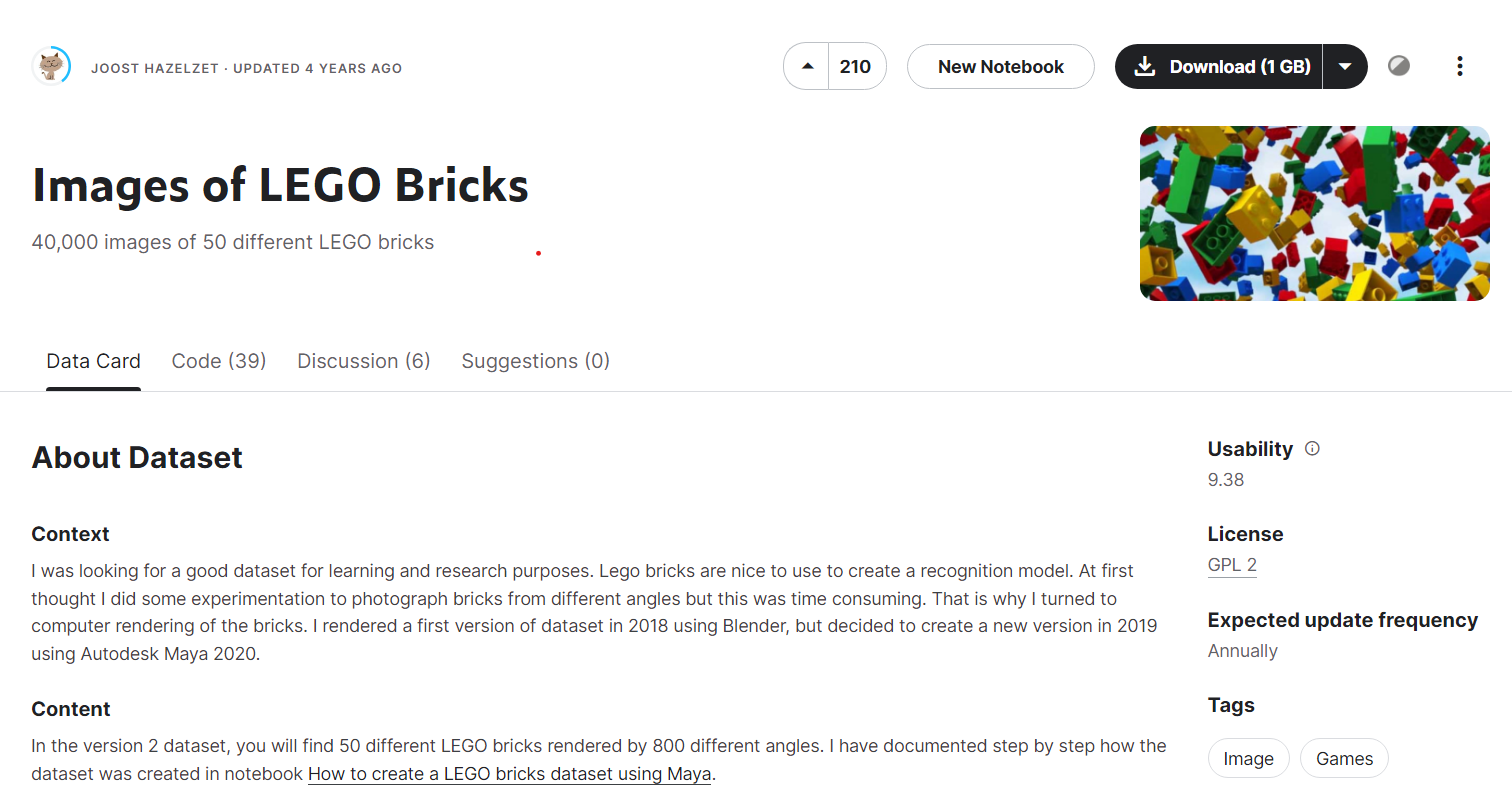 JOOST HAZELZET · UPDATED 4 YEARS AGO
210
New Notebook
Download (1 GB)
Images of LEGO Bricks
40,000 images of 50 different LEGO bricks
Data Card
Code (39)
Discussion (6)
Suggestions (0)
About Dataset
Context
I was looking for a good dataset for learning and research purposes. Lego bricks are nice to use to create a recognition model. At first
thought I did some experimentation to photograph bricks from different angles but this was time consuming. That is why I turned to
computer rendering of the bricks. I rendered a first version of dataset in 2018 using Blender, but decided to create a new version in 2019
using Autodesk Maya 2020.
Content
In the version 2 dataset, you will find 50 different LEGO bricks rendered by 800 different angles. I have documented step by step how the
dataset was created in notebook How to create a LEGO bricks dataset using Maya.
Usability
9.38
License
GPL 2
Expected update frequency
Annually
Tags
Image
Games